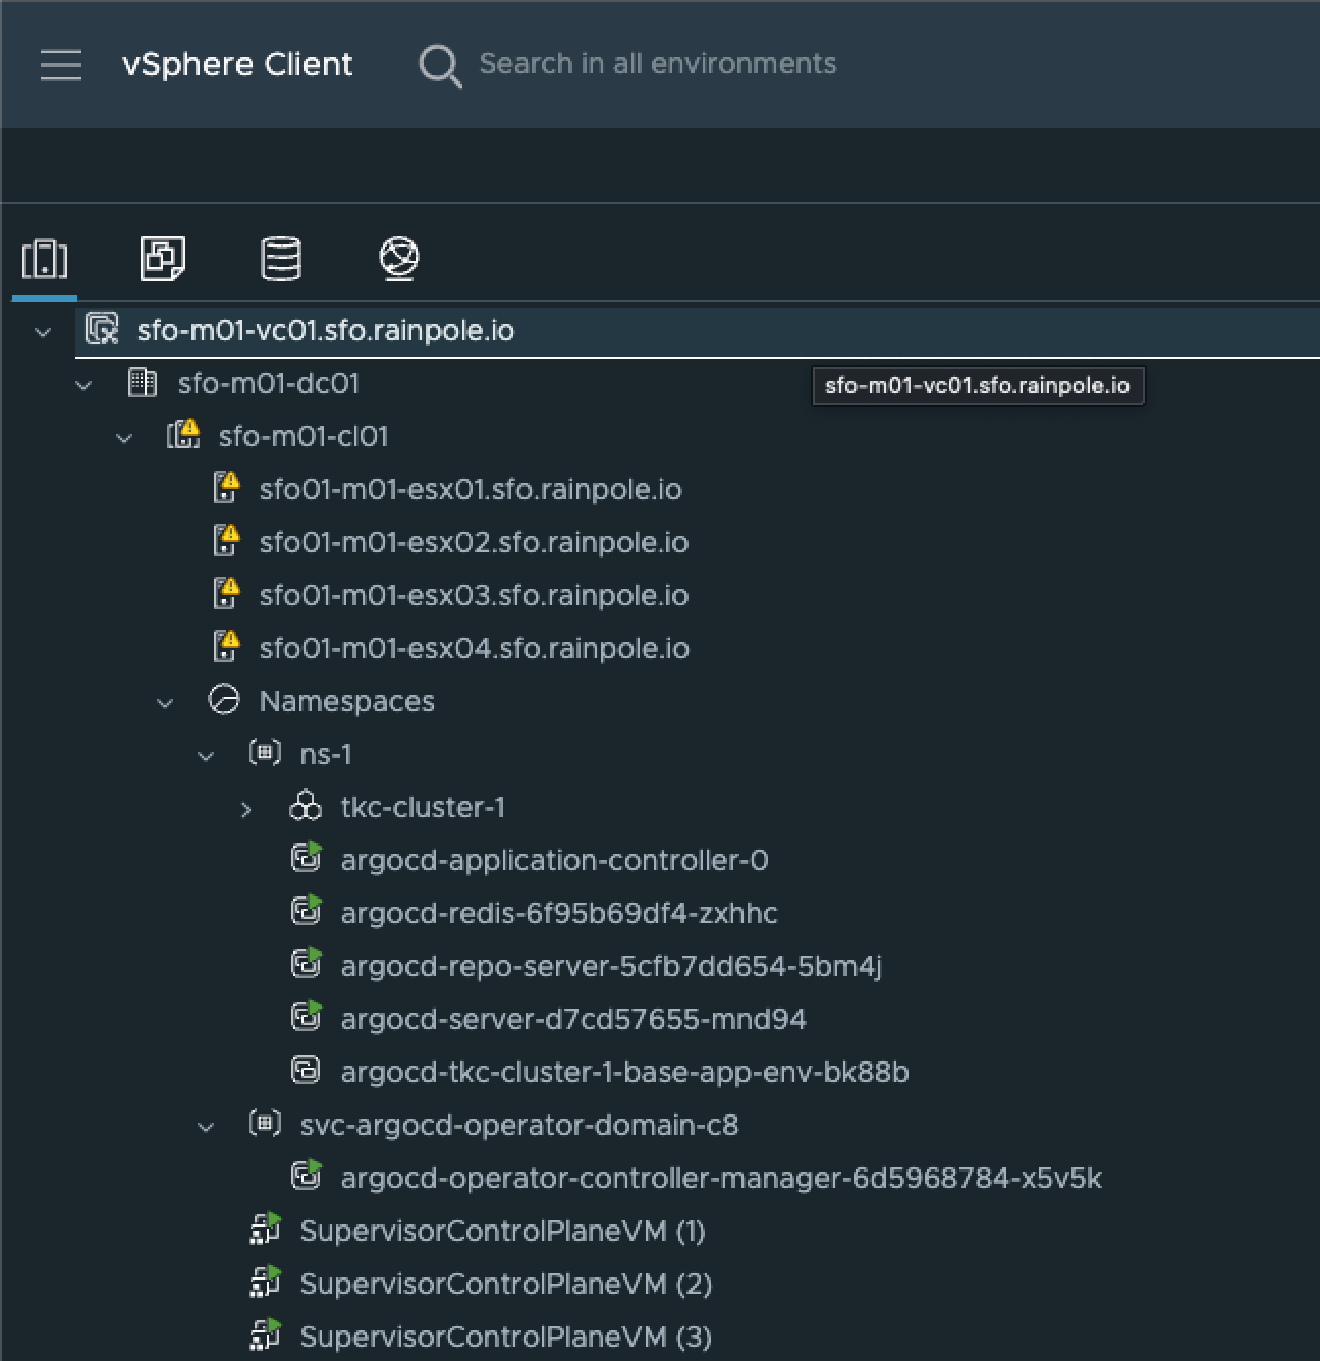 vSphere Client
Search in all environments
sfo-m01-vc01.sfo.rainpole.io
sfo-m01-dc01
sfo-m01-vc01.sfo.rainpole.io
sfo-m01-cl01
sfo01-m01-esx01.sfo.rainpole.io
sfo01-m01-esx02.sfo.rainpole.io
sfo01-m01-esx03.sfo.rainpole.io
sfo01-m01-esx04.sfo.rainpole.io
Namespaces
ns-1
tkc-cluster-1
argocd-application-controller-0
argocd-redis-6f95b69df4-zxhhc
argocd-repo-server-5cfb7dd654-5bm4j
argocd-server-d7cd57655-mnd94
argocd-tkc-cluster-1-base-app-env-bk88b
svc-argocd-operator-domain-c8
argocd-operator-controller-manager-6d5968784-x5v5k
SupervisorControlPlaneVM (1)
SupervisorControlPlaneVM (2)
SupervisorControlPlaneVM (3)